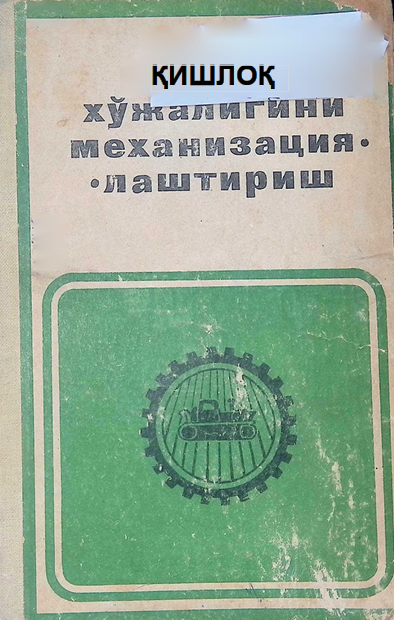 ҚИШЛОҚ
хўжалигини
механизация•
•лаштириш